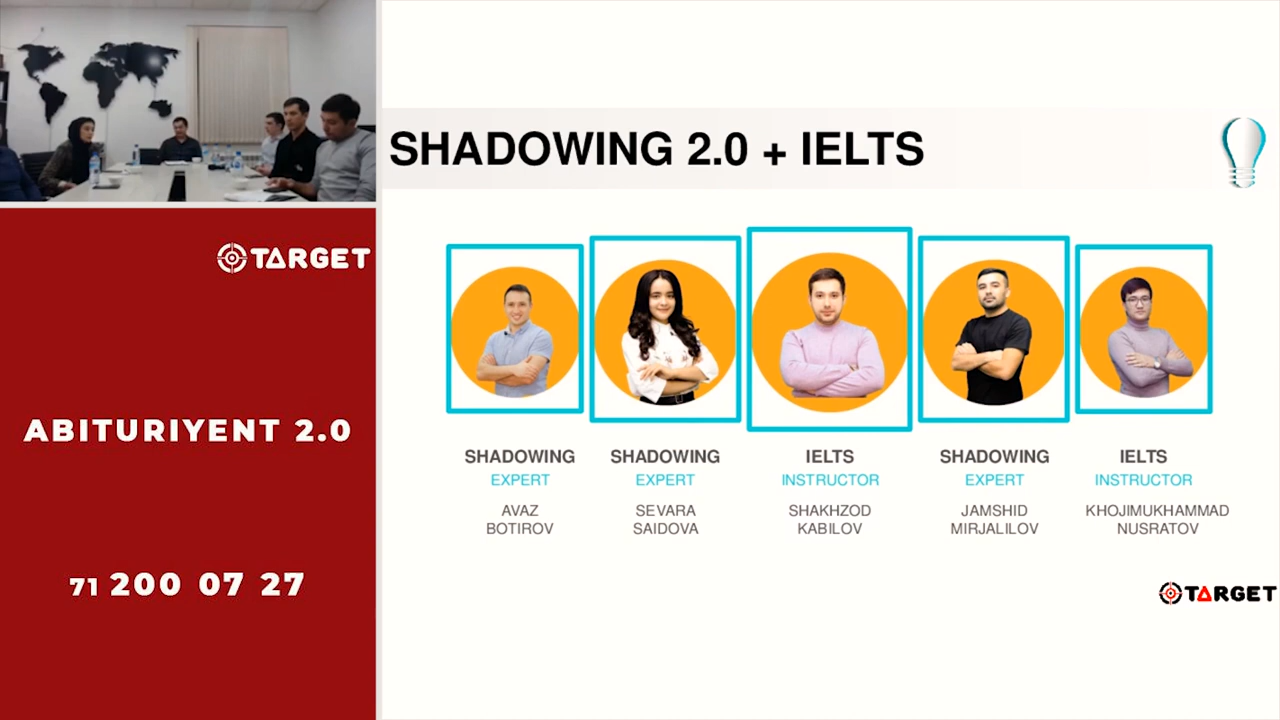 TARGET
ABITURIYENT 2.0
71 200 07 27
SHADOWING 2.0 + IELTS
SHADOWING
EXPERT
AVAZ
BOTIROV
SHADOWING
EXPERT
SEVARA
SAIDOVA
IELTS
INSTRUCTOR
SHAKHZOD
KABILOV
SHADOWING
EXPERT
JAMSHID
MIRJALILOV
IELTS
INSTRUCTOR
KHOJIMUKHAMMAD
NUSRATOV
TARGET